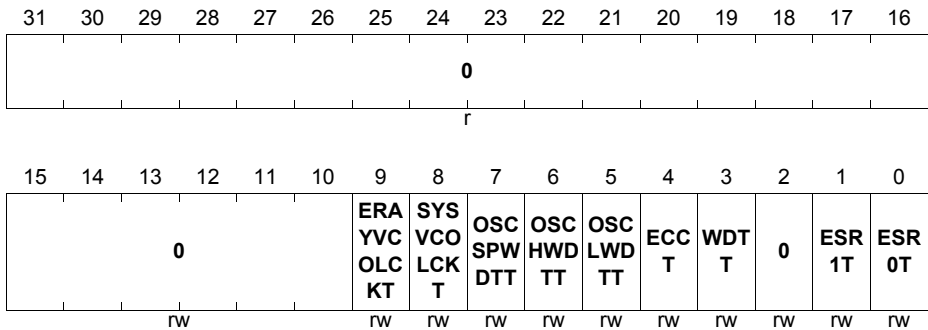 31 30 29 28 27 26 25 24 23 22 21 20 19 18 17 16
0
r
15 14 13 12 11 10 9 8 7 6 5 4 3 2 1 0
0
ERA
YVC
OLC
KT
SYS
VCO
LCK
T
OSC
SPW
DTT
OSC
HWD
TT
OSC
LWD
TT
ECC
T
WDT
T
0
ESR
1T
ESR
0T
rw rw rw rw rw rw rw rw rw rw rw